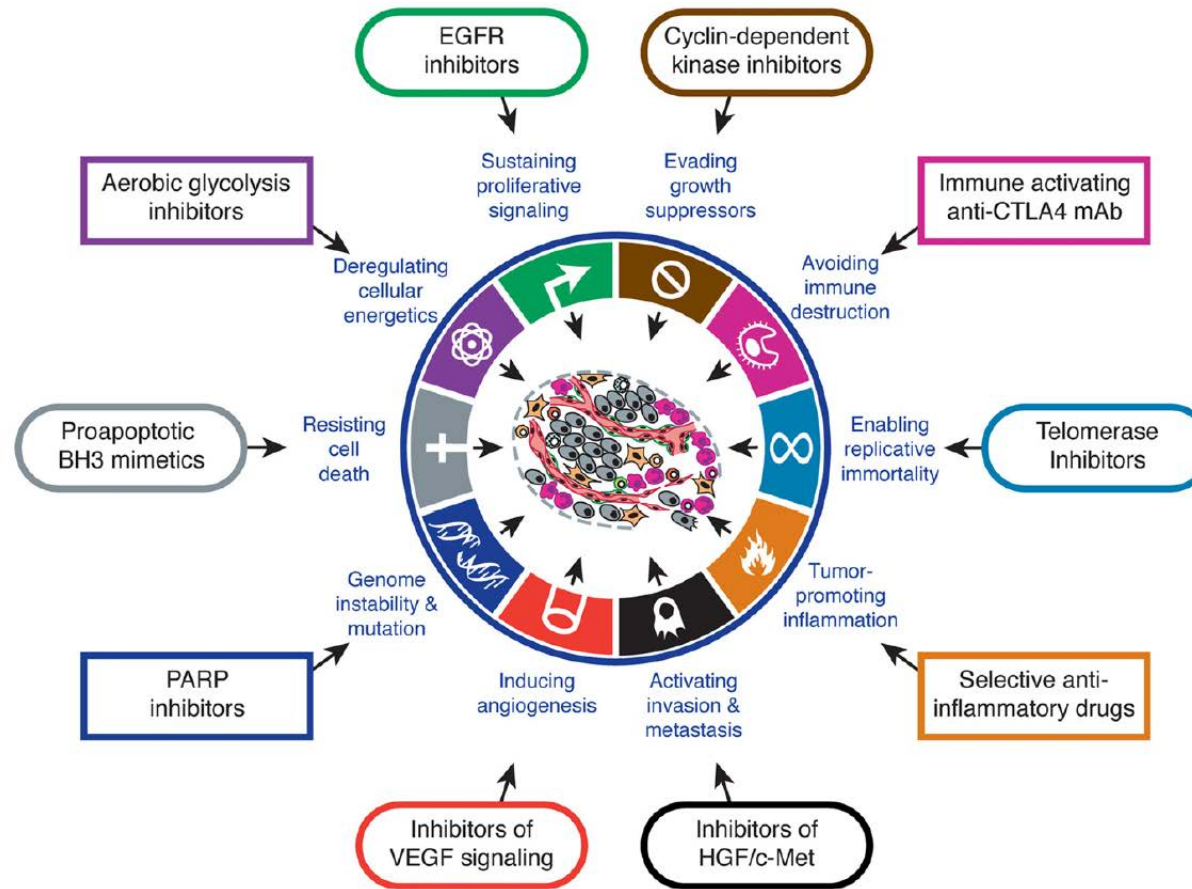 EGFR
inhibitors
Cyclin-dependent
kinase inhibitors
Sustaining
proliferative
signaling
Evading
growth
suppressors
Aerobic glycolysis
inhibitors
Immune activating
anti-CTLA4 mAb
Deregulating
cellular
energetics
Avoiding
immune
destruction
Proapoptotic
BH3 mimetics
Resisting
cell
death
Enabling
replicative
immortality
Telomerase
Inhibitors
Genome
instability &
mutation
Tumor-
promoting
inflammation
PARP
inhibitors
Inducing
angiogenesis
Activating
invasion &
metastasis
Selective anti-
inflammatory drugs
Inhibitors of
VEGF signaling
Inhibitors of
HGF/c-Met